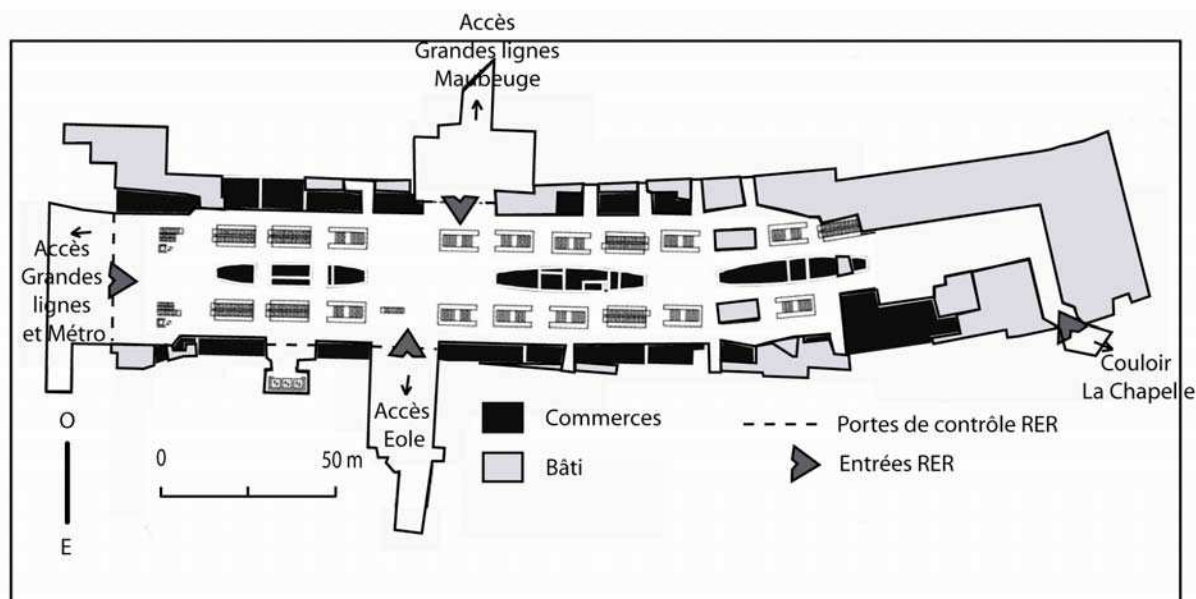 Accès
Grandes lignes
Maubeuge
Accès
Grandes
lignes
et Métro
Accès
Eole
Couloir
La Chapelle
O
E
0 50 m
Commerces
Bâti
Portes de contrôle RER
Entrées RER